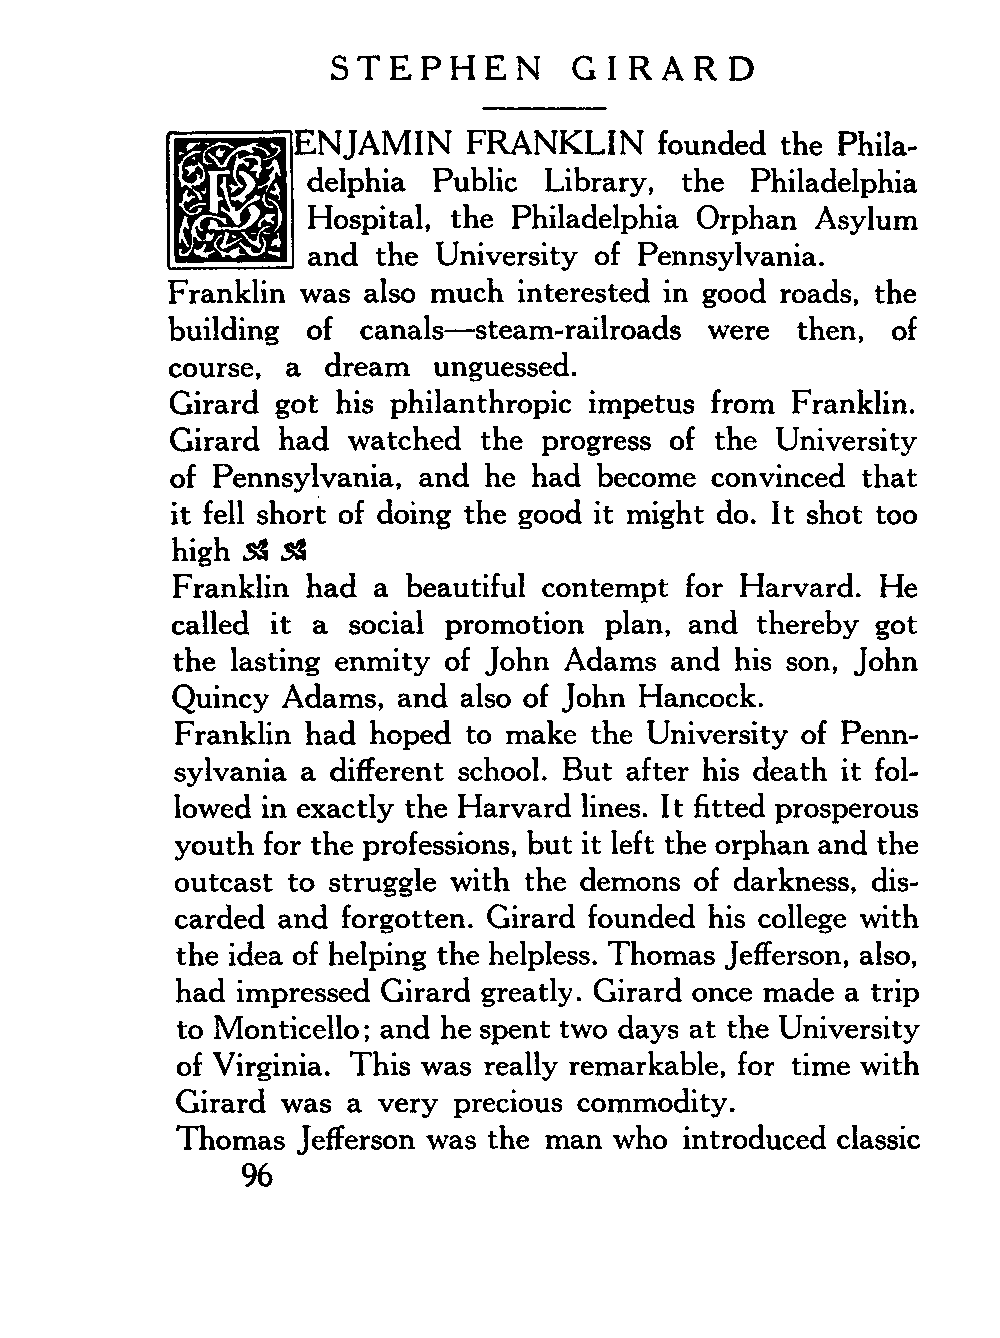 STEPHEN GIRARD
BENJAMIN FRANKLIN founded the Phila-
delphia Public Library, the Philadelphia
Hospital, the Philadelphia Orphan Asylum
and the University of Pennsylvania.
Franklin was also much interested in good roads, the
building of canals—steam-railroads were then, of
course, a dream unguessed.
Girard got his philanthropic impetus from Franklin.
Girard had watched the progress of the University
of Pennsylvania, and he had become convinced that
it fell short of doing the good it might do. It shot too
high
Franklin had a beautiful contempt for Harvard. He
called it a social promotion plan, and thereby got
the lasting enmity of John Adams and his son, John
Quincy Adams, and also of John Hancock.
Franklin had hoped to make the University of Penn-
sylvania a different school. But after his death it fol-
lowed in exactly the Harvard lines. It fitted prosperous
youth for the professions, but it left the orphan and the
outcast to struggle with the demons of darkness, dis-
carded and forgotten. Girard founded his college with
the idea of helping the helpless. Thomas Jefferson, also,
had impressed Girard greatly. Girard once made a trip
to Monticello; and he spent two days at the University
of Virginia. This was really remarkable, for time with
Girard was a very precious commodity.
Thomas Jefferson was the man who introduced classic
96